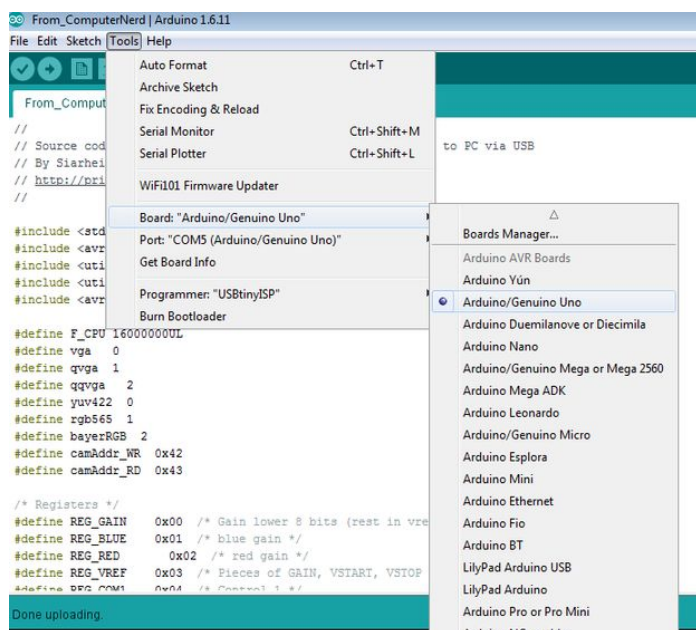 From_ComputerNerd | Arduino 1.6.11
File Edit Sketch Tools Help
Auto Format Ctrl+T
Archive Sketch
Fix Encoding & Reload
Serial Monitor Ctrl+Shift+M
Serial Plotter Ctrl+Shift+L
WiFi101 Firmware Updater
Board: "Arduino/Genuino Uno"
Port: "COM5 (Arduino/Genuino Uno)"
Get Board Info
Programmer: "USBtinyISP"
Burn Bootloader
Boards Manager...
Arduino AVR Boards
Arduino Yún
Arduino/Genuino Uno
Arduino Duemilanove or Diecimila
Arduino Nano
Arduino/Genuino Mega or Mega 2560
Arduino Mega ADK
Arduino Leonardo
Arduino/Genuino Micro
Arduino Esplora
Arduino Mini
Arduino Ethernet
Arduino Fio
Arduino BT
LilyPad Arduino USB
LilyPad Arduino
Arduino Pro or Pro Mini
From_Comput
//
// Source cod to PC via USB
// By Siarhei
// http://pri
//
#include <std
#include <avr
#include <uti
#include <uti
#include <avr
#define F_CPU 16000000UL
#define vga 0
#define qvga 1
#define qqvga 2
#define yuv422 0
#define rgb565 1
#define bayerRGB 2
#define camAddr_WR 0x42
#define camAddr_RD 0x43
/* Registers */
#define REG_GAIN 0x00 /* Gain lower 8 bits (rest in vre
#define REG_BLUE 0x01 /* blue gain */
#define REG_RED 0x02 /* red gain */
#define REG_VREF 0x03 /* Pieces of GAIN, VSTART, VSTOP
#define REG_COM1 0x04 /* Control 1 */
Done uploading.